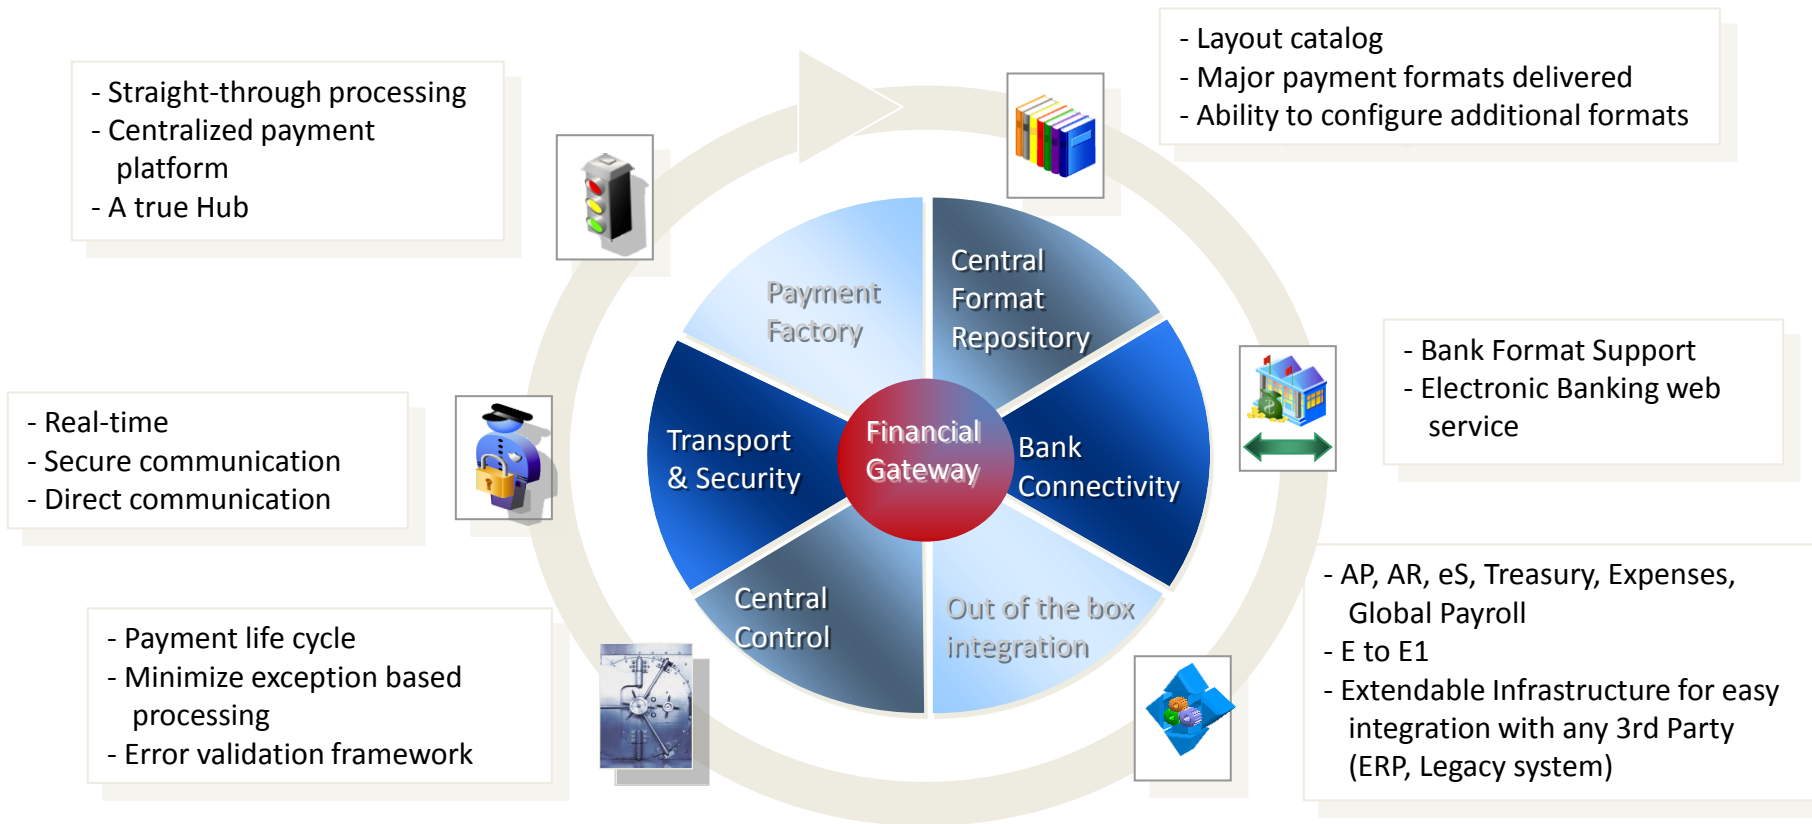 - Straight-through processing
- Centralized payment
platform
- A true Hub
- Layout catalog
- Major payment formats delivered
- Ability to configure additional formats
Payment
Factory
Central
Format
Repository
- Real-time
- Secure communication
- Direct communication
Transport
& Security
Financial
Gateway
Bank
Connectivity
- Bank Format Support
- Electronic Banking web
service
- Payment life cycle
- Minimize exception based
processing
- Error validation framework
Central
Control
Out of the box
integration
- AP, AR, eS, Treasury, Expenses,
Global Payroll
- E to E1
- Extendable Infrastructure for easy
integration with any 3rd Party
(ERP, Legacy system)